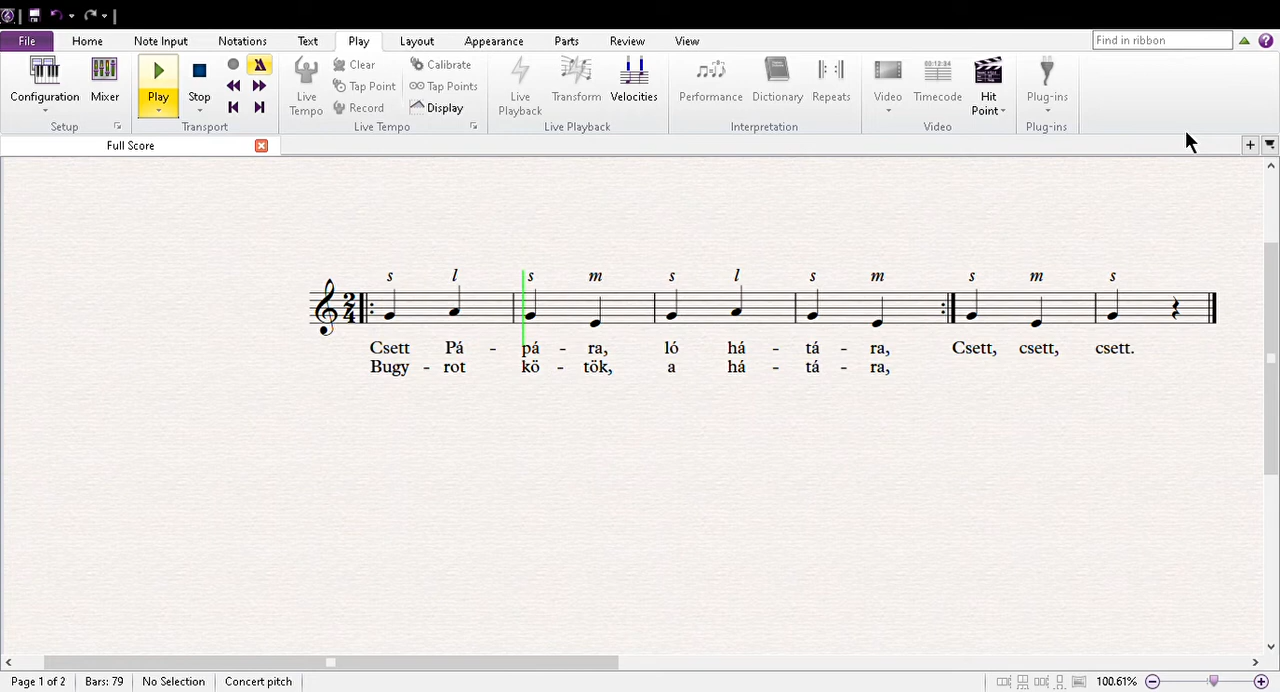 File Home Note Input Notations Text Play Layout Appearance Parts Review View Find in ribbon
Configuration Mixer Play Stop Live Tempo Clear Tap Point Record Calibrate Tap Points Display Live Playback Transform Velocities Performance Dictionary Repeats Video Timecode Hit Point Plug-ins
Setup Transport Live Tempo Live Playback Interpretation Video Plug-ins
Full Score
s l s m s l s m s m s
2
4
Csett Pá - pá - ra, ló há - tá - ra, Csett, csett, csett.
Bugy - rot kö - tök, a há - tá - ra,
Page 1 of 2 Bars: 79 No Selection Concert pitch 100.61%